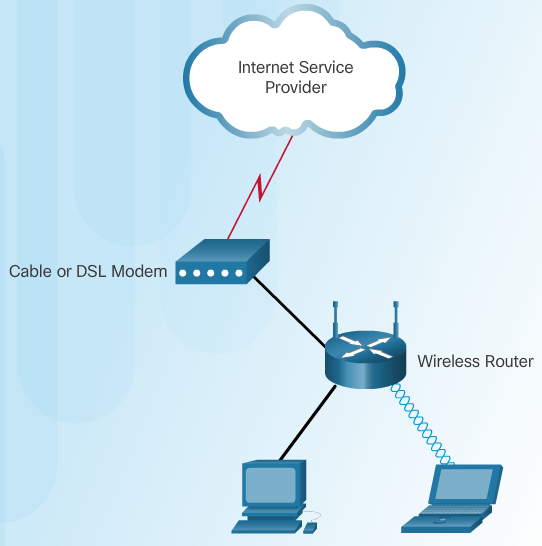 Internet Service
Provider
Cable or DSL Modem
Wireless Router